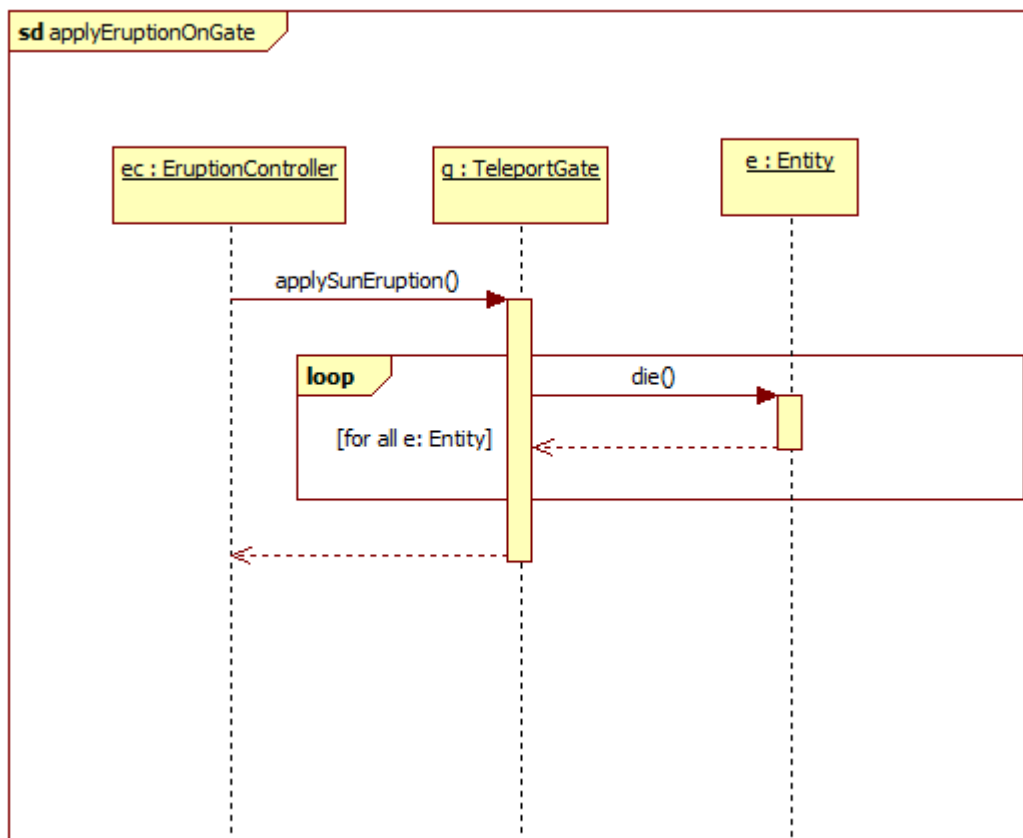 sd applyEruptionOnGate
ec : EruptionController
g : TeleportGate
e : Entity
applySunEruption()
loop
die()
[for all e: Entity]